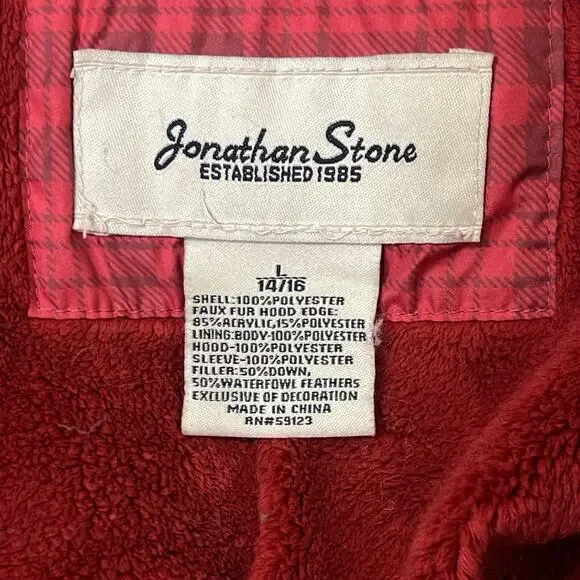 Jonathan Stone
ESTABLISHED 1985
L
14/16
SHELL:100%POLYESTER
FAUX FUR HOOD EDGE:
85%ACRYLIC,15%POLYESTER
LINING:BODY-100%POLYESTER
HOOD-100%POLYESTER
SLEEVE-100%POLYESTER
FILLER:50%DOWN,
50%WATERFOWL FEATHERS
EXCLUSIVE OF DECORATION
MADE IN CHINA
RN#59123